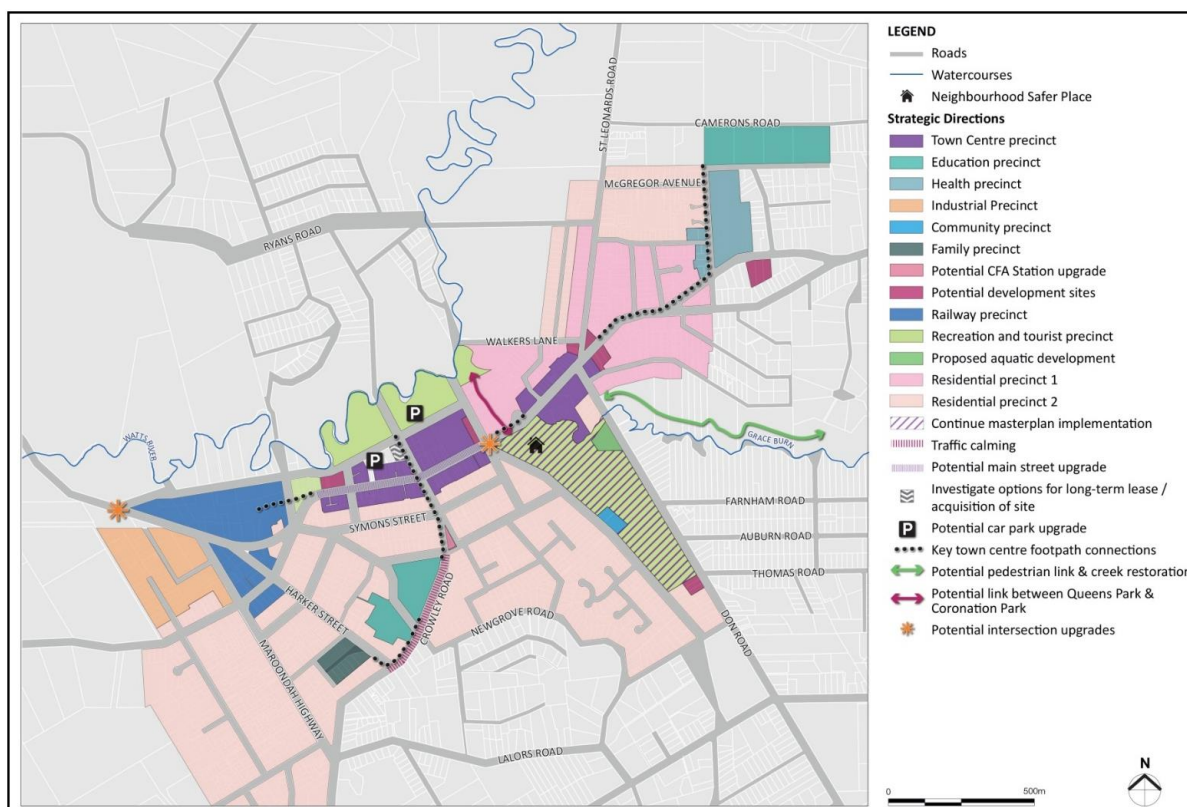 CAMERONS ROAD
ST LEONARDS ROAD
McGREGOR AVENUE
RYANS ROAD
WALKERS LANE
P
P
WATTS RIVER
GRACE BURN
SYMONS STREET
FARNHAM ROAD
AUBURN ROAD
THOMAS ROAD
HARKER STREET
CROWLEY ROAD
NEWGROVE ROAD
DON ROAD
MAROONDAH HIGHWAY
LALORS ROAD
LEGEND
Roads
Watercourses
Neighbourhood Safer Place
Strategic Directions
Town Centre precinct
Education precinct
Health precinct
Industrial Precinct
Community precinct
Family precinct
Potential CFA Station upgrade
Potential development sites
Railway precinct
Recreation and tourist precinct
Proposed aquatic development
Residential precinct 1
Residential precinct 2
Continue masterplan implementation
Traffic calming
Potential main street upgrade
Investigate options for long-term lease /
acquisition of site
P Potential car park upgrade
Key town centre footpath connections
Potential pedestrian link & creek restoration
Potential link between Queens Park &
Coronation Park
Potential intersection upgrades
N
0 500m